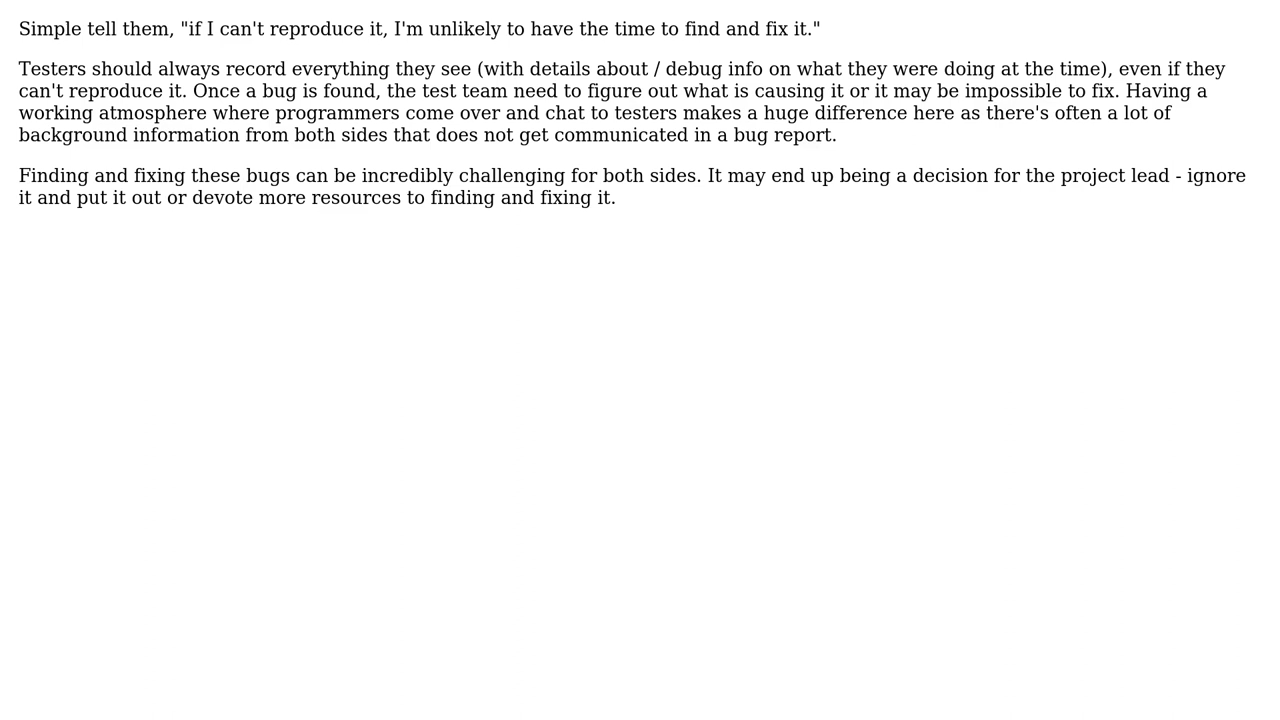 Simple tell them, "if I can't reproduce it, I'm unlikely to have the time to find and fix it."
Testers should always record everything they see (with details about / debug info on what they were doing at the time), even if they
can't reproduce it. Once a bug is found, the test team need to figure out what is causing it or it may be impossible to fix. Having a
working atmosphere where programmers come over and chat to testers makes a huge difference here as there's often a lot of
background information from both sides that does not get communicated in a bug report.
Finding and fixing these bugs can be incredibly challenging for both sides. It may end up being a decision for the project lead - ignore
it and put it out or devote more resources to finding and fixing it.